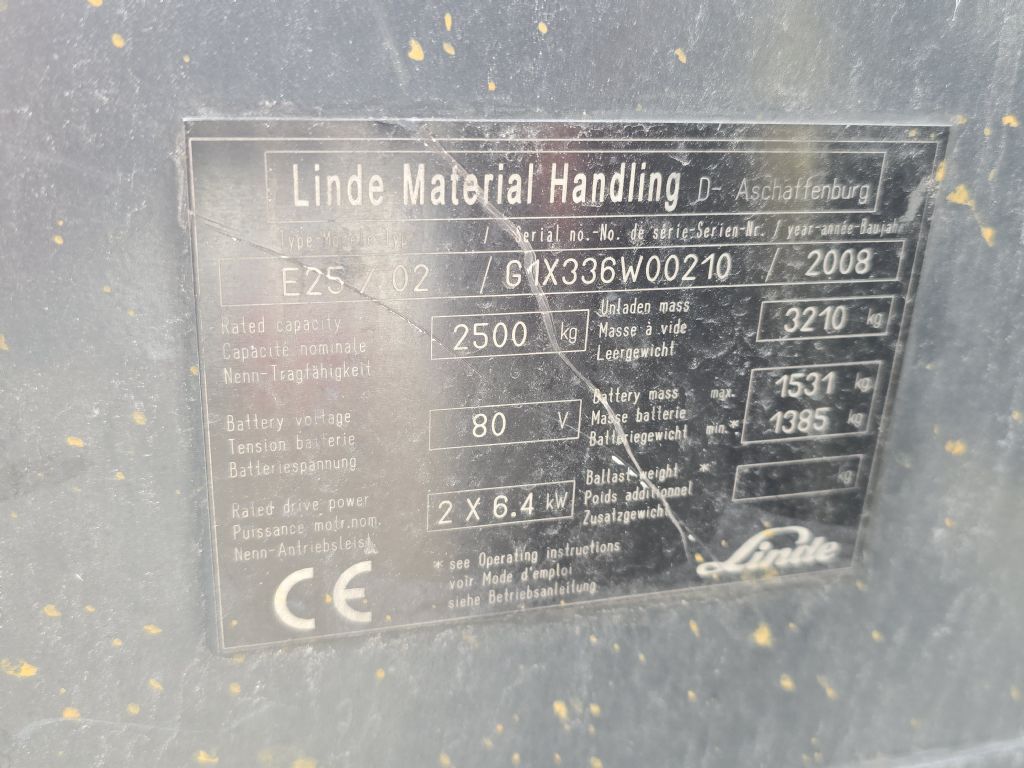 Linde Material Handling D- Aschaffenburg
Type-Modele-Typ / Serial no.-No. de série-Serien-Nr. / year-année-Baujahr
E25 / 02 / G1X336W00210 / 2008
Rated capacity
Capacité nominale
Nenn-Tragfähigkeit
2500 kg
Unladen mass
Masse à vide
Leergewicht
3210 kg
Battery voltage
Tension batterie
Batteriespannung
80 V
Battery mass max.
Masse batterie
Batteriegewicht min.*
1531 kg
1385 kg
Rated drive power
Puissance motr.nom.
Nenn-Antriebsleist.
2 X 6.4 kW
Ballast weight *
Poids additionnel
Zusatzgewicht
kg
* see Operating instructions
voir Mode d'emploi
siehe Betriebsanleitung
CE
Linde